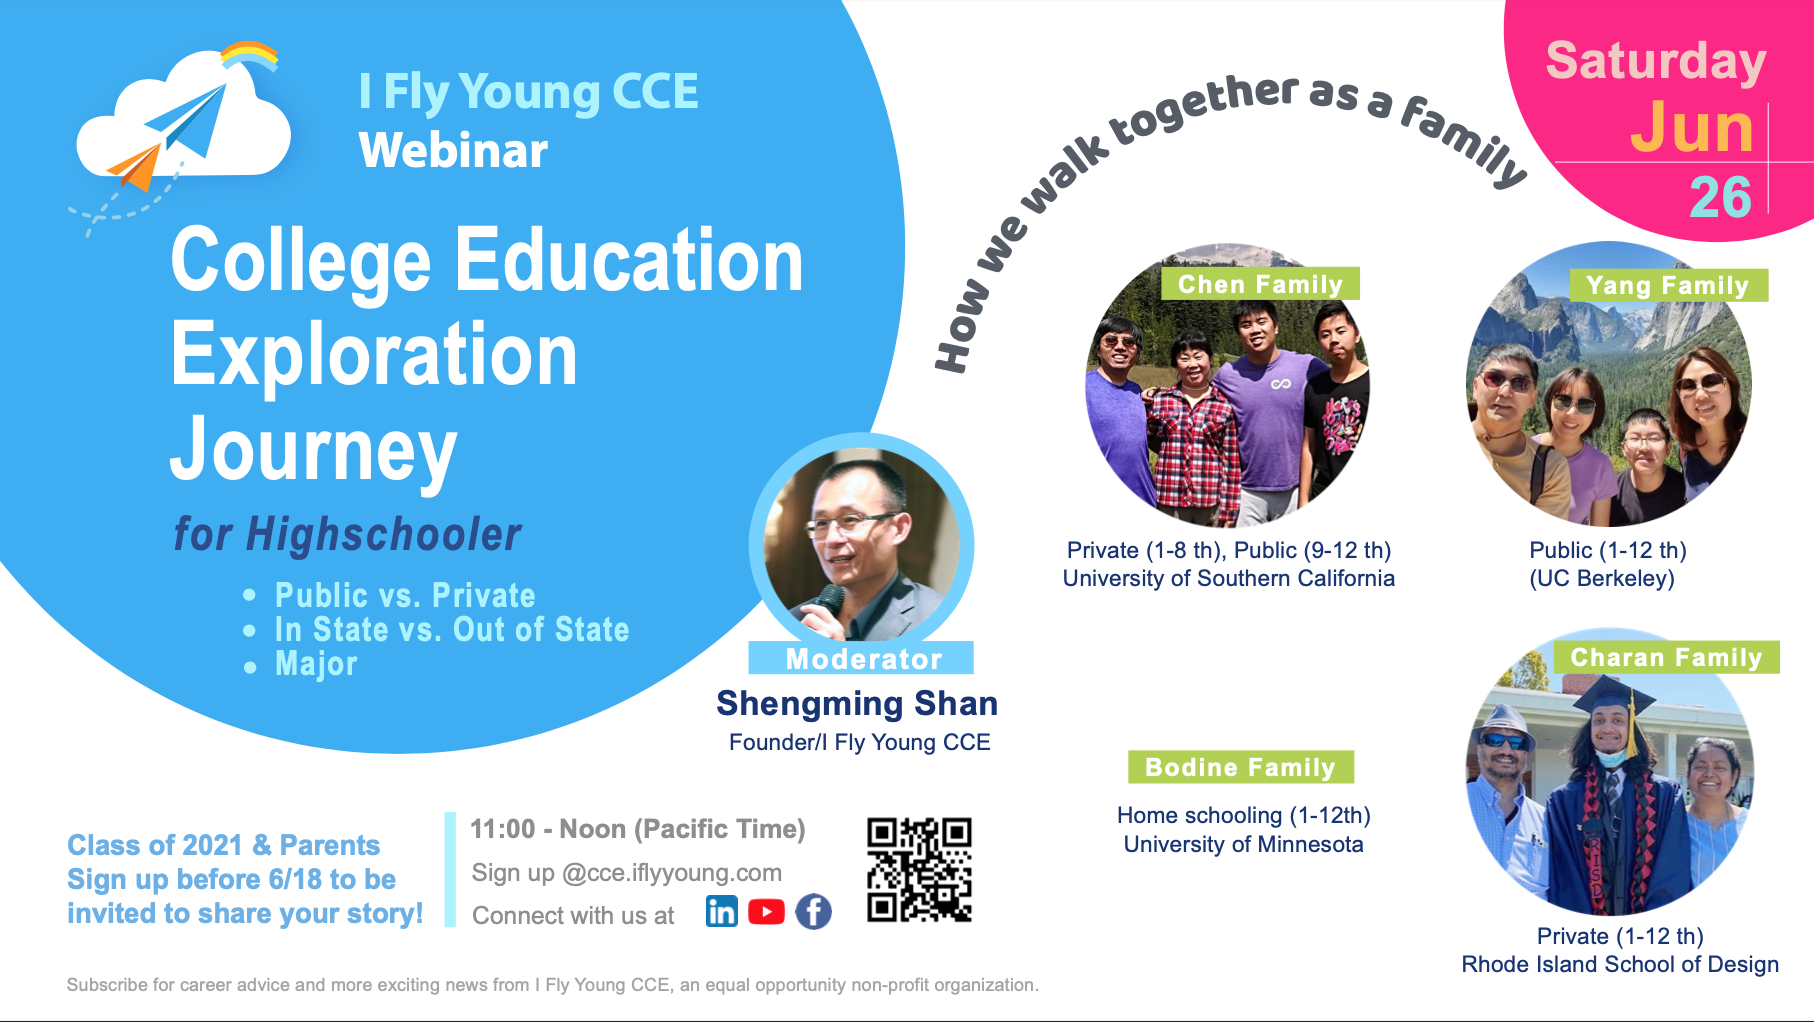 I Fly Young CCE
Webinar
College Education
Exploration
Journey
for Highschooler
• Public vs. Private
• In State vs. Out of State
• Major
How we walk together as a family
Saturday
Jun
26
Chen Family
Private (1-8 th), Public (9-12 th)
University of Southern California
Yang Family
Public (1-12 th)
(UC Berkeley)
Moderator
Shengming Shan
Founder/I Fly Young CCE
Bodine Family
Home schooling (1-12th)
University of Minnesota
Charan Family
RISD
Private (1-12 th)
Rhode Island School of Design
Class of 2021 & Parents
Sign up before 6/18 to be
invited to share your story!
11:00 - Noon (Pacific Time)
Sign up @cce.iflyyoung.com
Connect with us at
in
f
Subscribe for career advice and more exciting news from I Fly Young CCE, an equal opportunity non-profit organization.